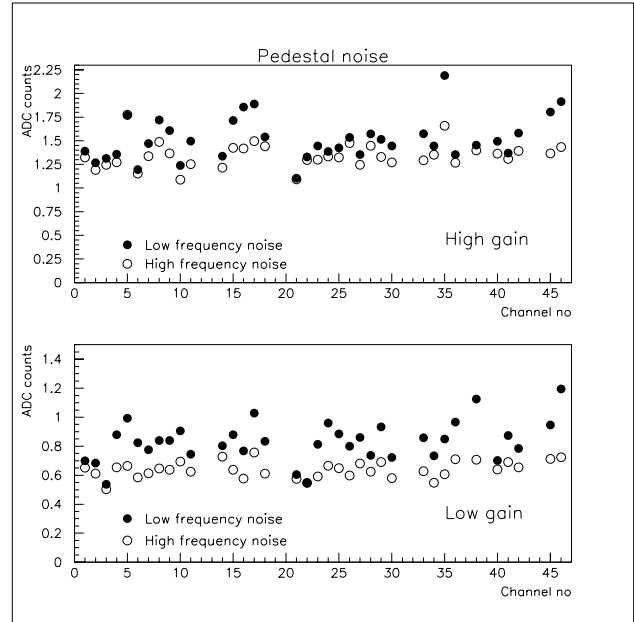 Pedestal noise
ADC counts
2.25
2
1.75
1.5
1.25
1
0.75
0.5
0.25
0
Low frequency noise
High frequency noise
High gain
0 5 10 15 20 25 30 35 40 45
Channel no
ADC counts
1.4
1.2
1
0.8
0.6
0.4
0.2
0
Low frequency noise
High frequency noise
Low gain
0 5 10 15 20 25 30 35 40 45
Channel no